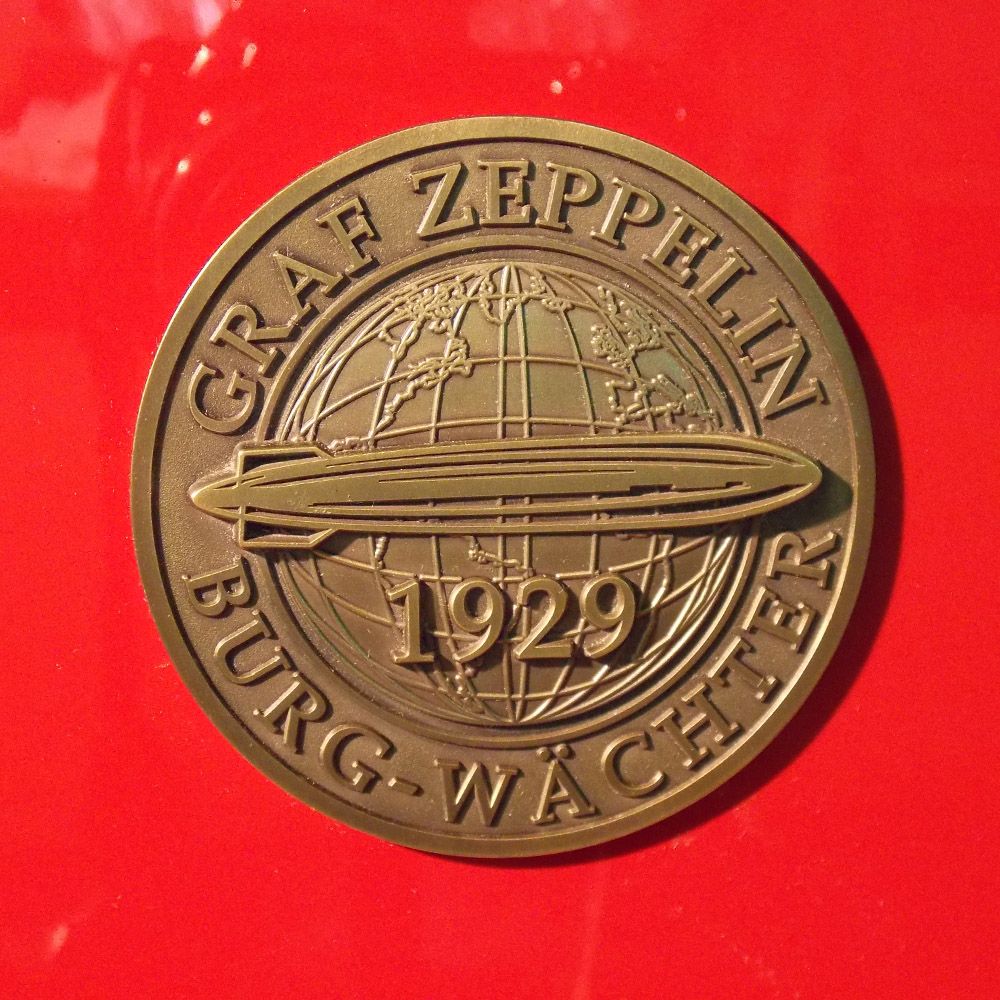 GRAF ZEPPELIN
1929
BURG-WÄCHTER